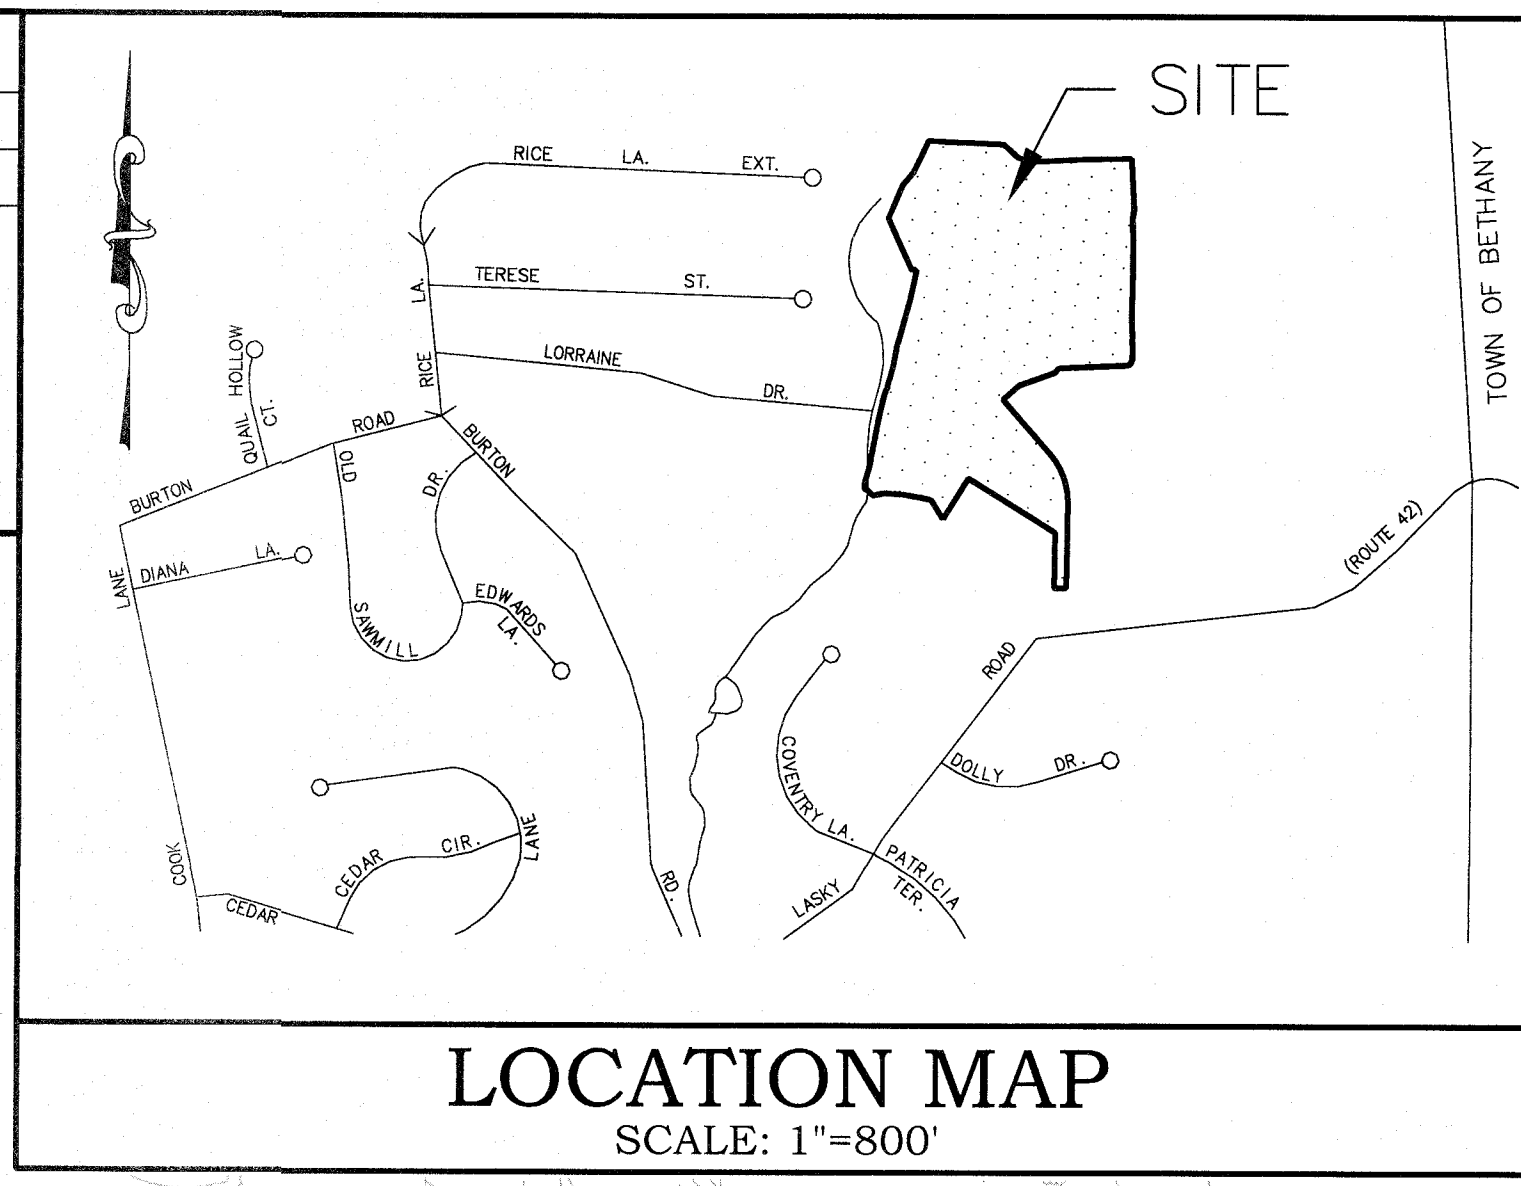 SITE
RICE LA. EXT.
TOWN OF BETHANY
TERESE ST.
LA.
RICE
LORRAINE DR.
QUAIL HOLLOW
CT.
ROAD
BURTON
BURTON
OLD
DR.
(ROUTE 42)
LANE
DIANA LA.
EDWARDS
LA.
SAWMILL
ROAD
COVENTRY LA.
DOLLY DR.
COOK
CEDAR CIR.
LANE
CEDAR
RD.
LASKY
PATRICIA
TER.
LOCATION MAP
SCALE: 1"=800'